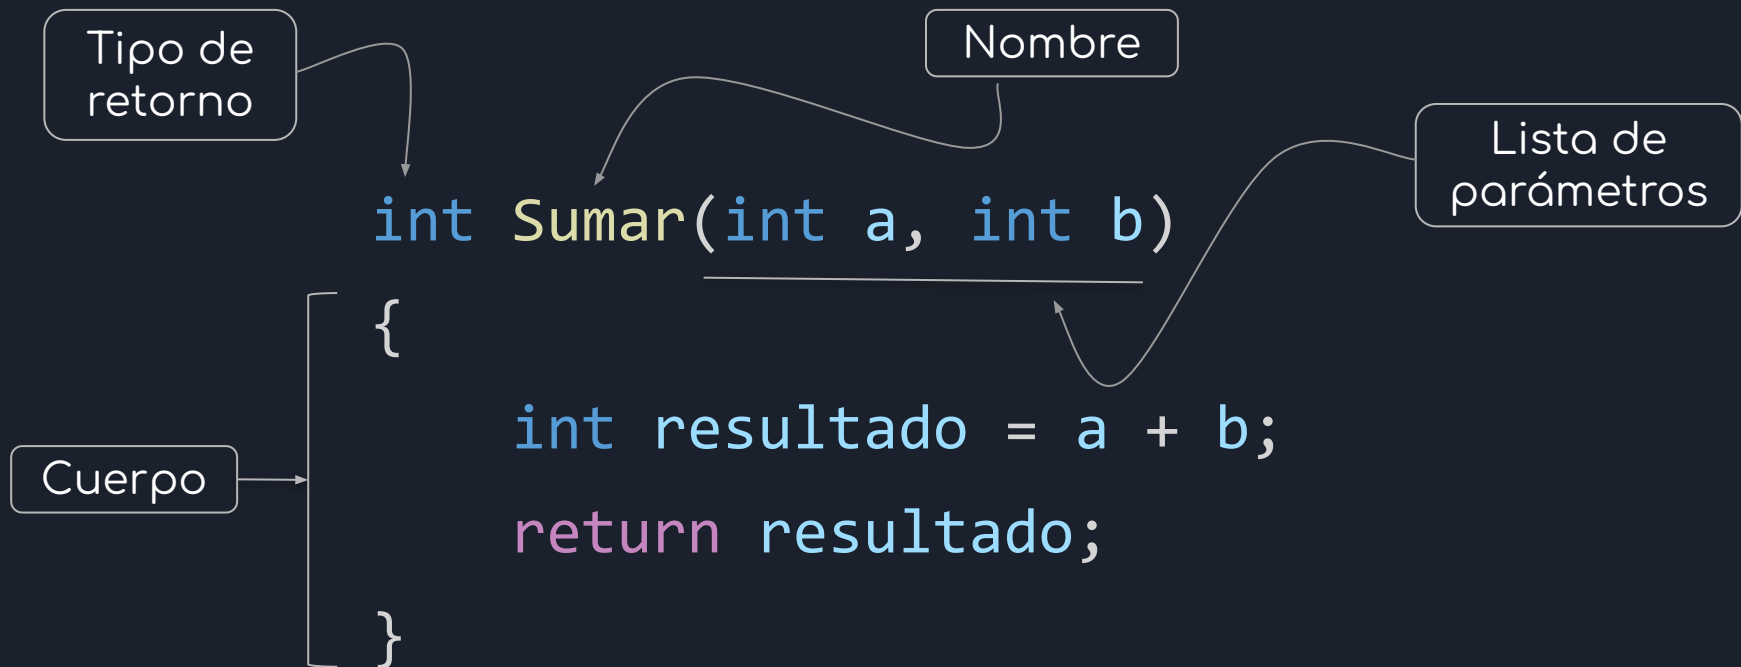 Tipo de
retorno
Nombre
Lista de
parámetros
int Sumar(int a, int b)
{
int resultado = a + b;
Cuerpo
return resultado;
}